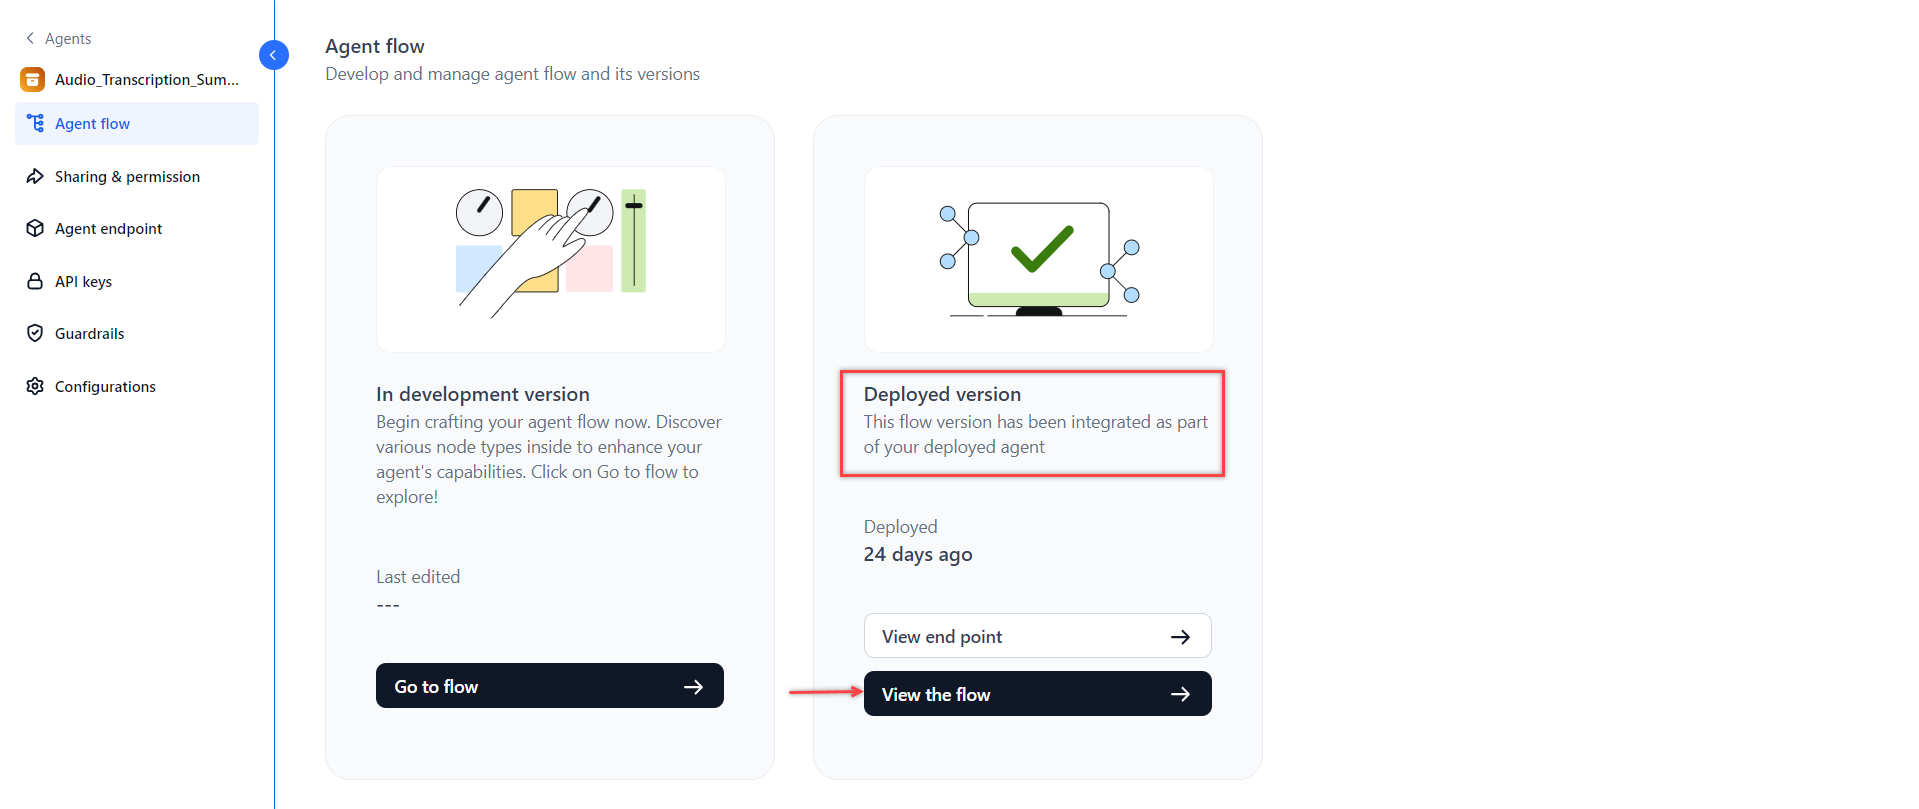 Agents
Audio_Transcription_Sum...
Agent flow
Sharing & permission
Agent endpoint
API keys
Guardrails
Configurations
Agent flow
Develop and manage agent flow and its versions
In development version
Begin crafting your agent flow now. Discover
various node types inside to enhance your
agent's capabilities. Click on Go to flow to
explore!
Last edited
---
Go to flow
Deployed version
This flow version has been integrated as part
of your deployed agent
Deployed
24 days ago
View end point
View the flow